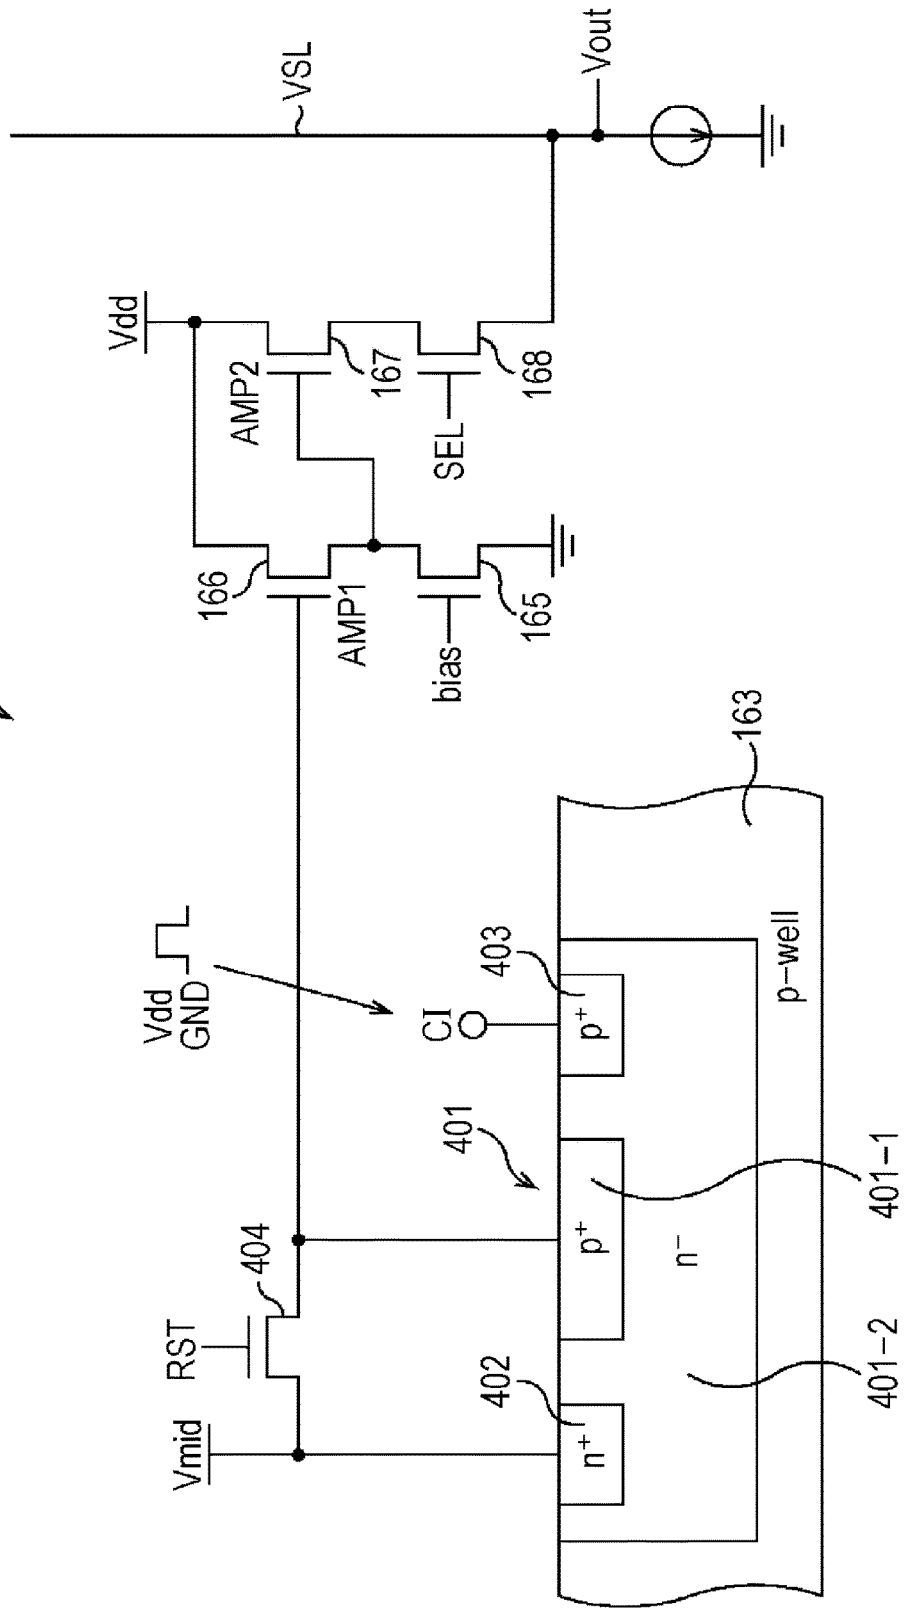 Vdd
VSL
AMP2
167
SEL
168
Vout
166
AMP1
bias
165
Vdd
GND
CI
RST
404
Vmid
401
402
403
n+
p+
p+
n−
p-well
163
401-1
401-2